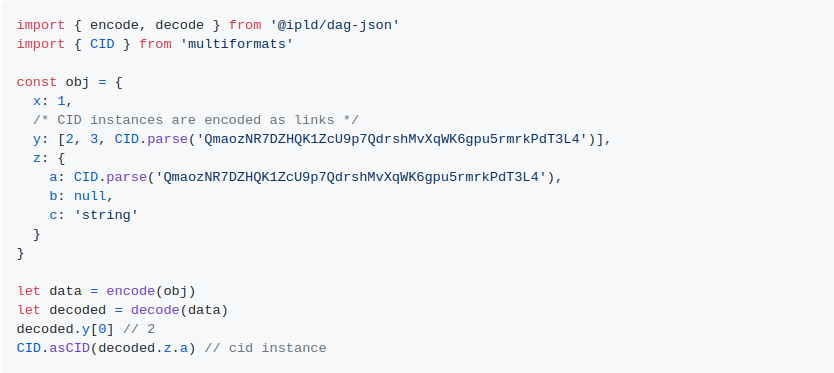 import { encode, decode } from '@ipld/dag-json'
import { CID } from 'multiformats'

const obj = {
  x: 1,
  /* CID instances are encoded as links */
  y: [2, 3, CID.parse('QmaozNR7DZHQK1ZcU9p7QdrshMvXqWK6gpu5rmrkPdT3L4')],
  z: {
    a: CID.parse('QmaozNR7DZHQK1ZcU9p7QdrshMvXqWK6gpu5rmrkPdT3L4'),
    b: null,
    c: 'string'
  }
}

let data = encode(obj)
let decoded = decode(data)
decoded.y[0] // 2
CID.asCID(decoded.z.a) // cid instance